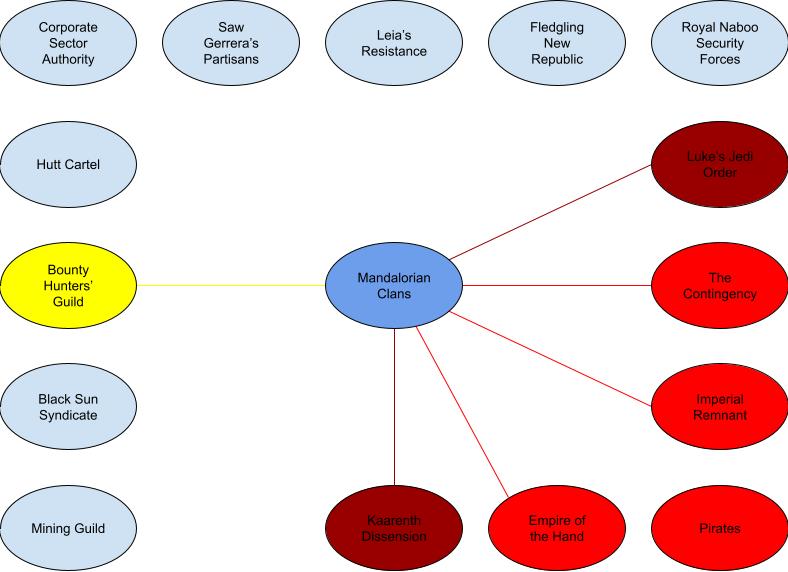 Corporate
Sector
Authority
Saw
Gerrera's
Partisans
Leia's
Resistance
Fledgling
New
Republic
Royal Naboo
Security
Forces
Hutt Cartel
Luke's Jedi
Order
Bounty
Hunters'
Guild
Mandalorian
Clans
The
Contingency
Black Sun
Syndicate
Imperial
Remnant
Mining Guild
Kaarenth
Dissension
Empire of
the Hand
Pirates